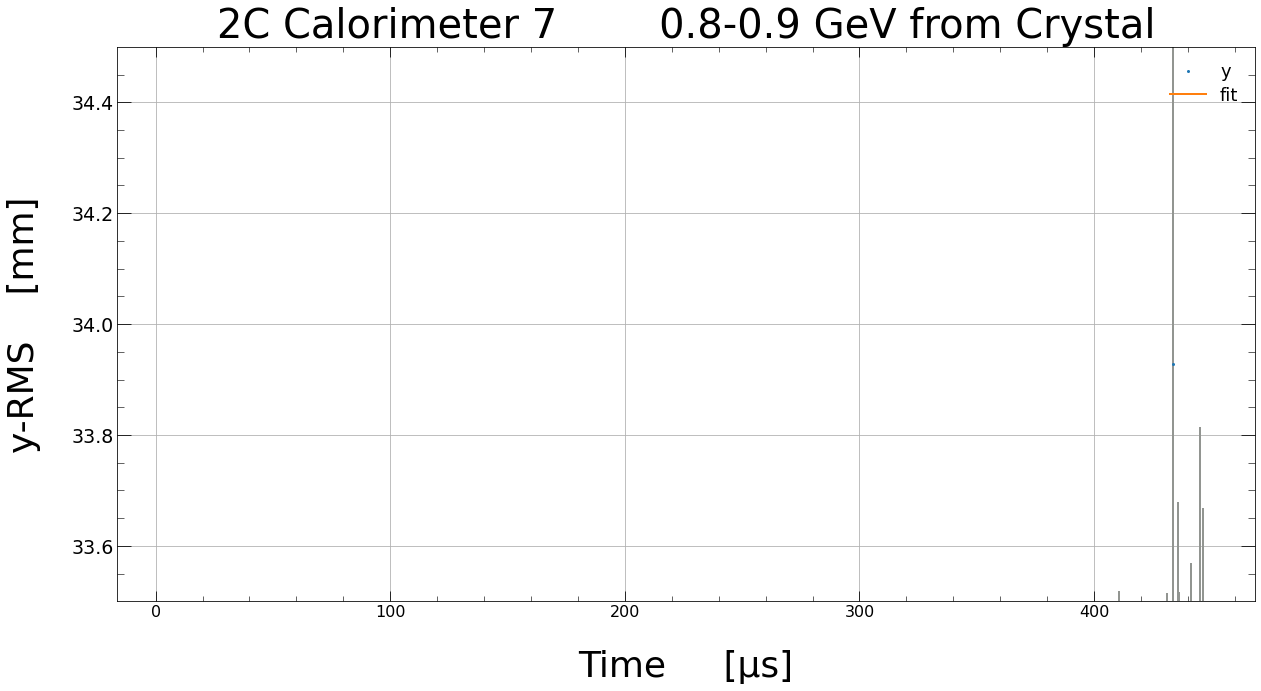 2C Calorimeter 7 0.8-0.9 GeV from Crystal
y
fit
34.4
34.2
34.0
33.8
33.6
y-RMS [mm]
0 100 200 300 400
Time [μs]